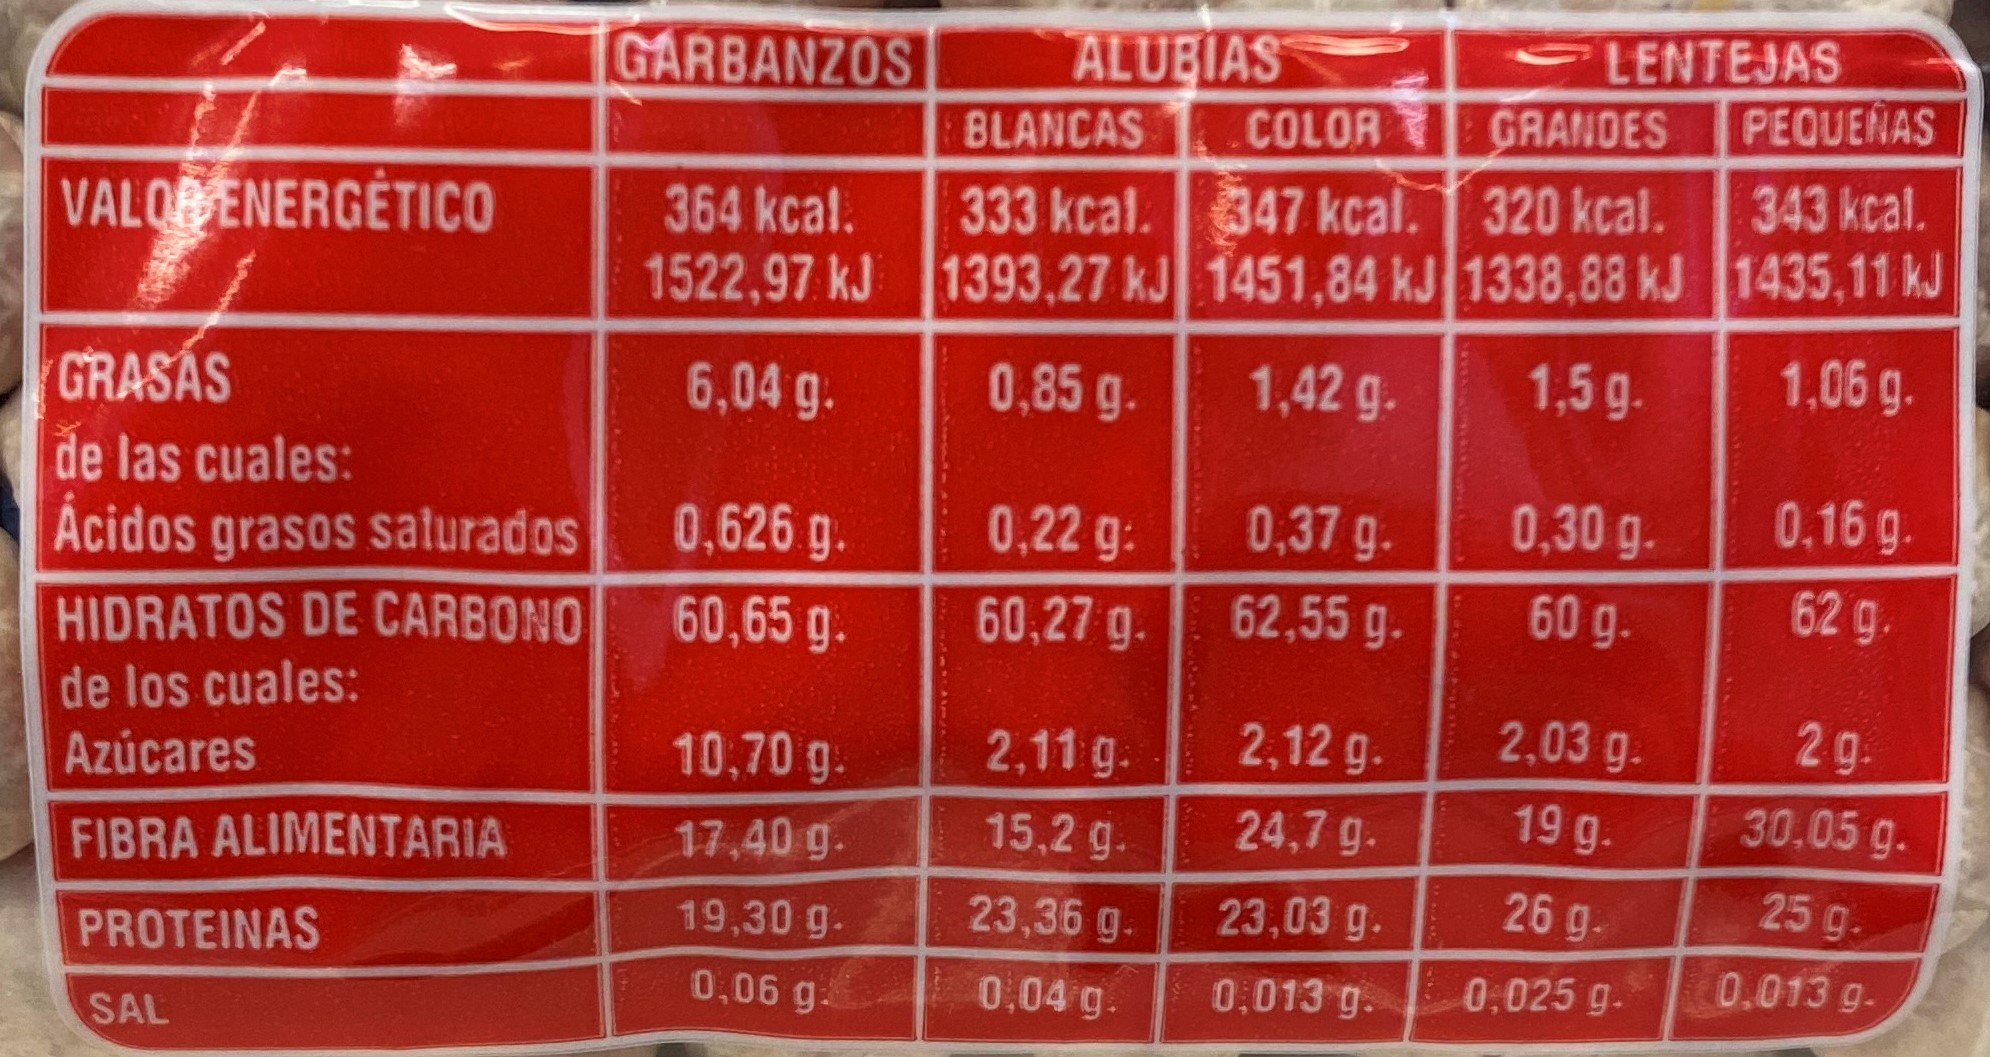 GARBANZOS ALUBIAS LENTEJAS
BLANCAS COLOR GRANDES PEQUEÑAS
VALOR ENERGÉTICO 364 kcal. 333 kcal. 347 kcal. 320 kcal. 343 kcal.
1522,97 kJ 1393,27 kJ 1451,84 kJ 1338,88 kJ 1435,11 kJ
GRASAS 6,04 g. 0,85 g. 1,42 g. 1,5 g. 1,06 g.
de las cuales:
Ácidos grasos saturados 0,626 g. 0,22 g. 0,37 g. 0,30 g. 0,16 g.
HIDRATOS DE CARBONO 60,65 g. 60,27 g. 62,55 g. 60 g. 62 g.
de los cuales:
Azúcares 10,70 g. 2,11 g. 2,12 g. 2,03 g. 2 g.
FIBRA ALIMENTARIA 17,40 g. 15,2 g. 24,7 g. 19 g. 30,05 g.
PROTEINAS 19,30 g. 23,36 g. 23,03 g. 26 g. 25 g.
SAL 0,06 g. 0,04 g. 0,013 g. 0,025 g. 0,013 g.